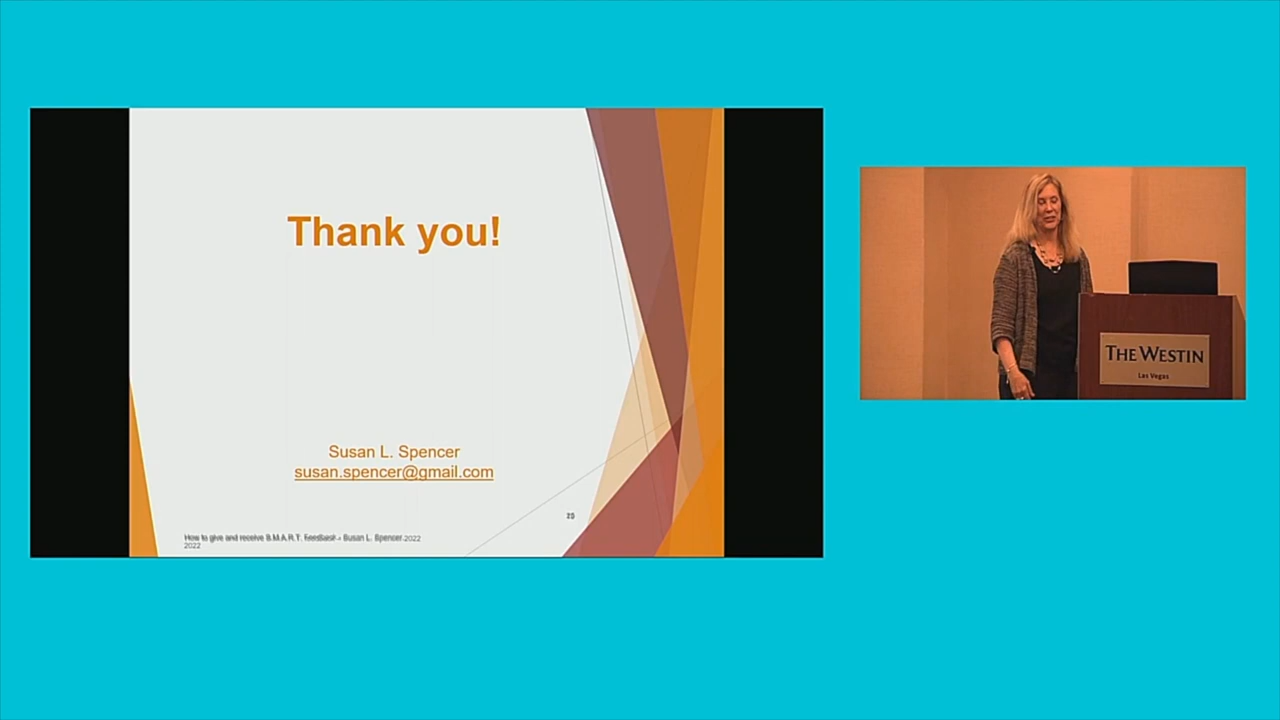 Thank you!
Susan L. Spencer
susan.spencer@gmail.com
How to give and receive S.M.A.R.T. Feedback - Susan L. Spencer 2022
2022
THE WESTIN
Las Vegas